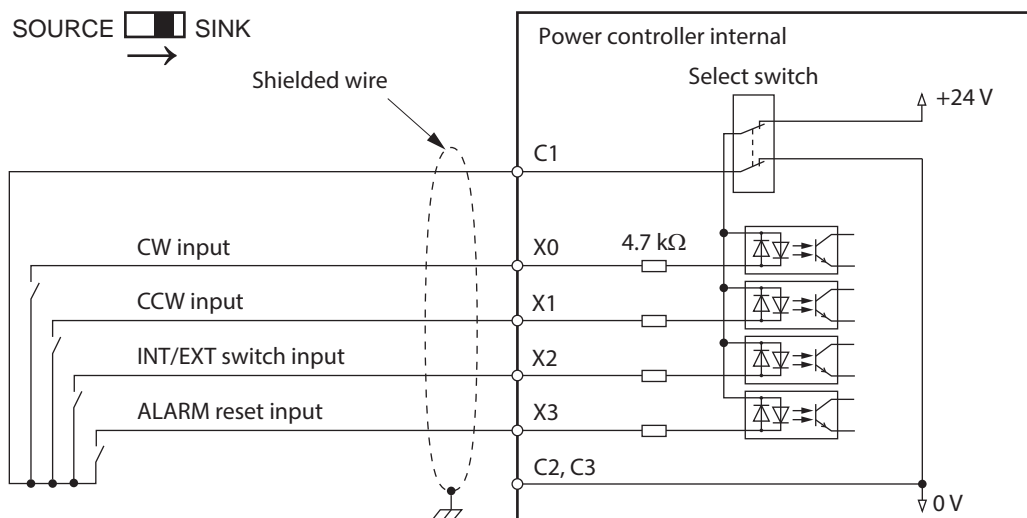 SOURCE SINK
Power controller internal
Shielded wire
Select switch
+24 V
C1
CW input
X0
4.7 kΩ
CCW input
X1
INT/EXT switch input
X2
ALARM reset input
X3
C2, C3
0 V